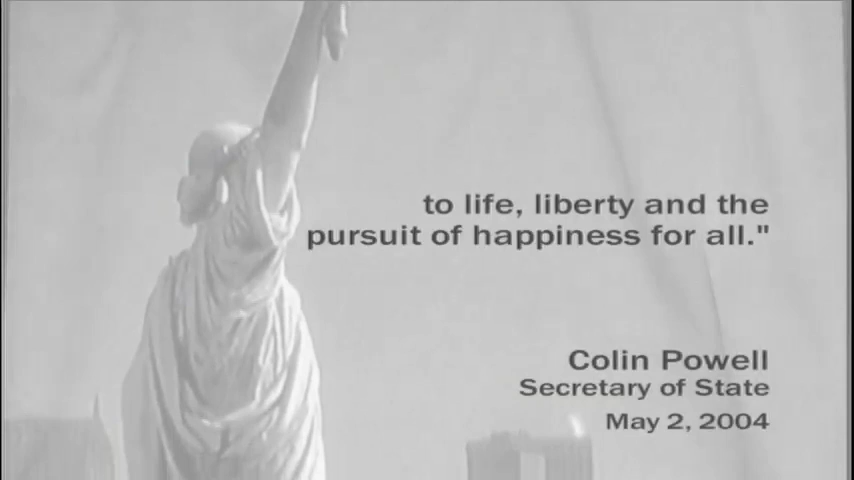 to life, liberty and the
pursuit of happiness for all."
Colin Powell
Secretary of State
May 2, 2004